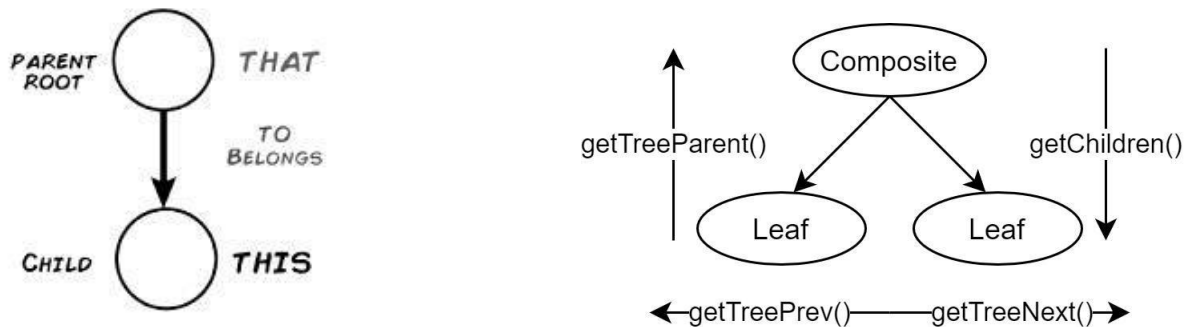 PARENT
ROOT
THAT
TO
BELONGS
CHILD
THIS
Composite
getTreeParent()
getChildren()
Leaf
Leaf
getTreePrev()
getTreeNext()